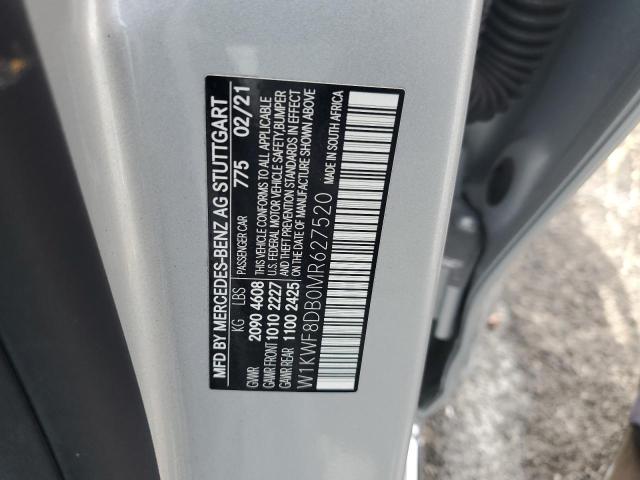 MFD BY MERCEDES-BENZ AG STUTTGART
PASSENGER CAR 775 02/21
KG LBS
GVWR 2090 4608
GAWR FRONT 1010 2227
GAWR REAR 1100 2425
THIS VEHICLE CONFORMS TO ALL APPLICABLE
U.S. FEDERAL MOTOR VEHICLE SAFETY,BUMPER
AND THEFT PREVENTION STANDARDS IN EFFECT
ON THE DATE OF MANUFACTURE SHOWN ABOVE
W1KWF8DB0MR627520 MADE IN SOUTH AFRICA